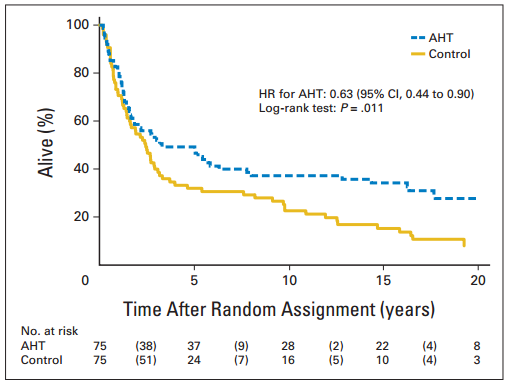 100
80
60
40
20
Alive (%)
AHT
Control
HR for AHT: 0.63 (95% CI, 0.44 to 0.90)
Log-rank test: P = .011
0 5 10 15 20
Time After Random Assignment (years)
No. at risk
AHT 75 (38) 37 (9) 28 (2) 22 (4) 8
Control 75 (51) 24 (7) 16 (5) 10 (4) 3